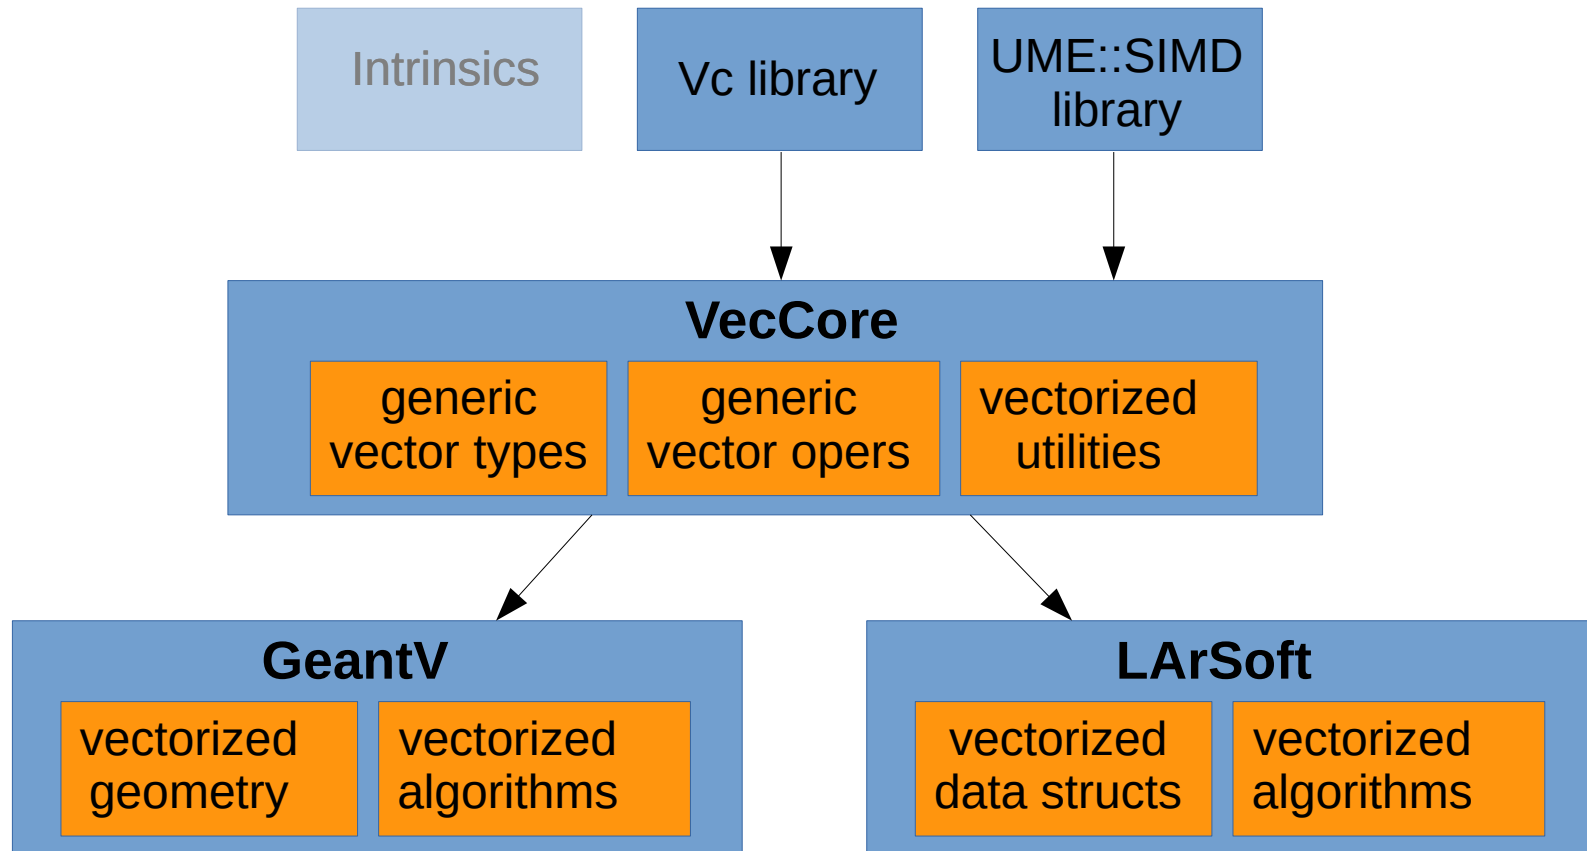 Intrinsics
Vc library
UME::SIMD
library
VecCore
generic
vector types
generic
vector opers
vectorized
utilities
GeantV
vectorized
geometry
vectorized
algorithms
LArSoft
vectorized
data structs
vectorized
algorithms